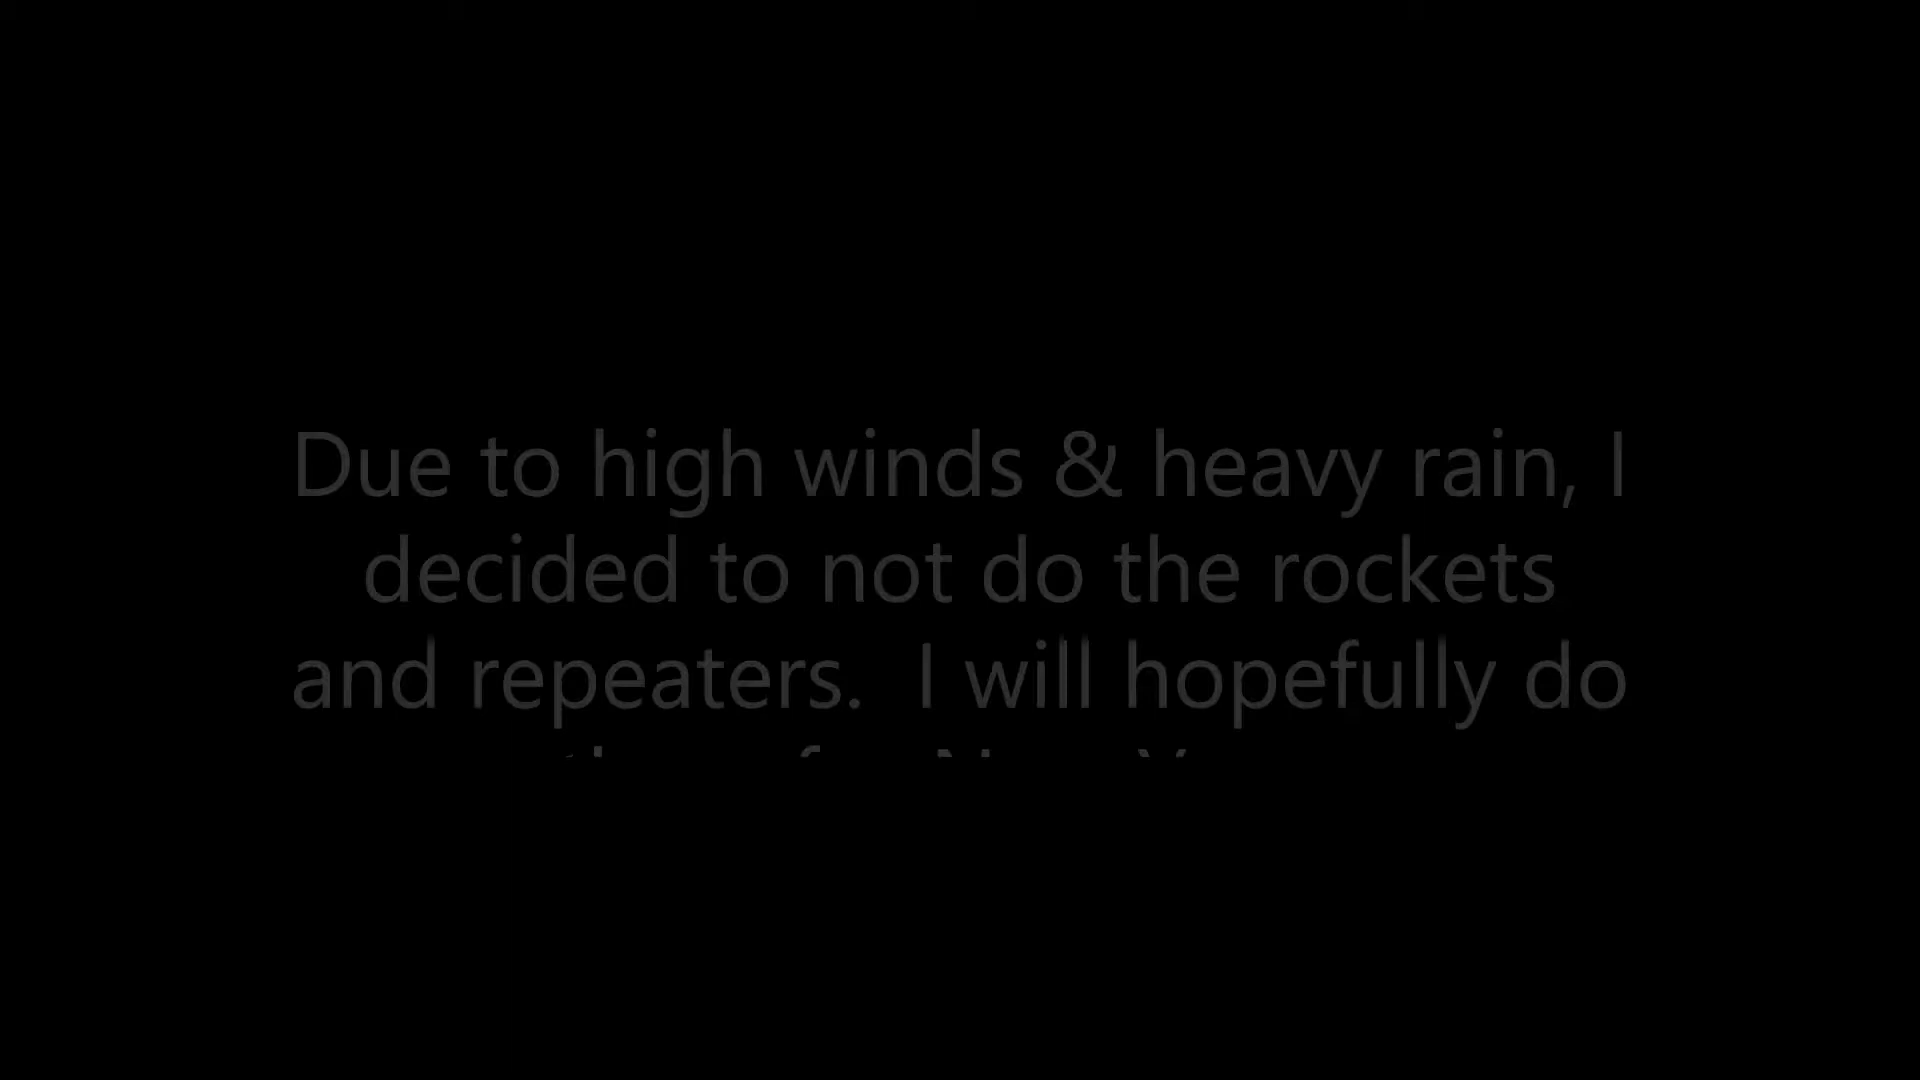 Due to high winds & heavy rain, I
decided to not do the rockets
and repeaters.  I will hopefully do